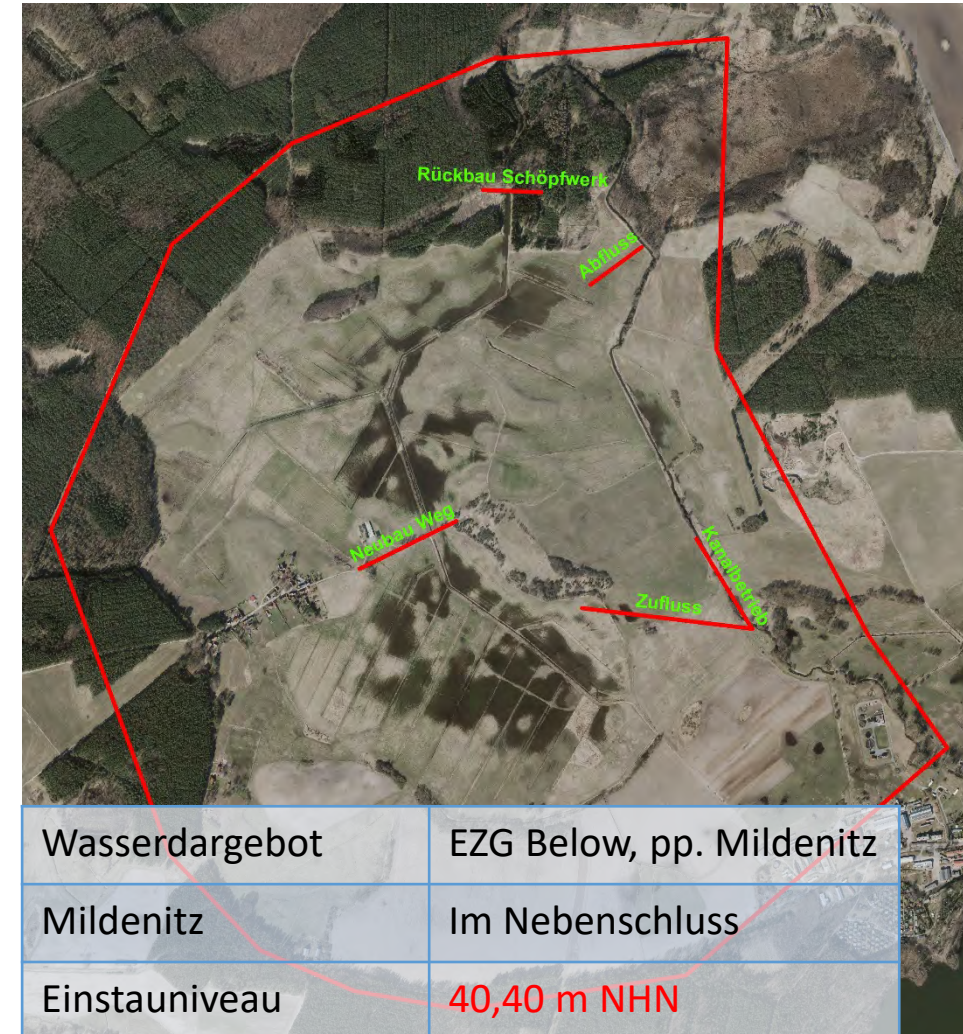 Rückbau Schöpfwerk
Abfluss
Neubau Weg
Kanalbetrieb
Zufluss
Wasserdargebot EZG Below, pp. Mildenitz
Mildenitz Im Nebenschluss
Einstauniveau 40,40 m NHN